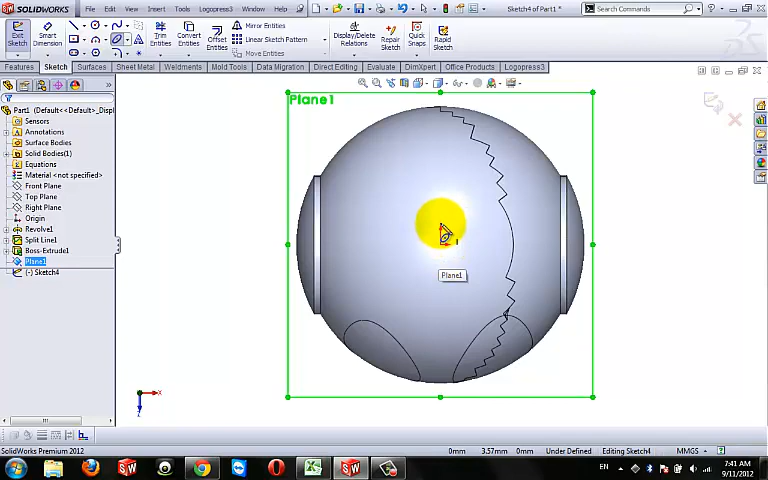 SOLIDWORKS File Edit View Insert Tools Logopress3 Window Help Sketch4 of Part1 * Search Commands
Exit Sketch Smart Dimension Trim Entities Convert Entities Offset Entities Mirror Entities Linear Sketch Pattern Move Entities Display/Delete Relations Repair Sketch Quick Snaps Rapid Sketch
Features Sketch Surfaces Sheet Metal Weldments Mold Tools Data Migration Direct Editing Evaluate DimXpert Office Products Logopress3
Plane1
Part1 (Default<<Default>_Displ
Sensors
Annotations
Surface Bodies
Solid Bodies(1)
Equations
Material <not specified>
Front Plane
Top Plane
Right Plane
Origin
Revolve1
Split Line1
Boss-Extrude1
Plane1
(-) Sketch4
Plane1
X
SolidWorks Premium 2012 0mm 3.57mm 0mm Under Defined Editing Sketch4 MMGS
EN 7:41 AM
9/11/2012